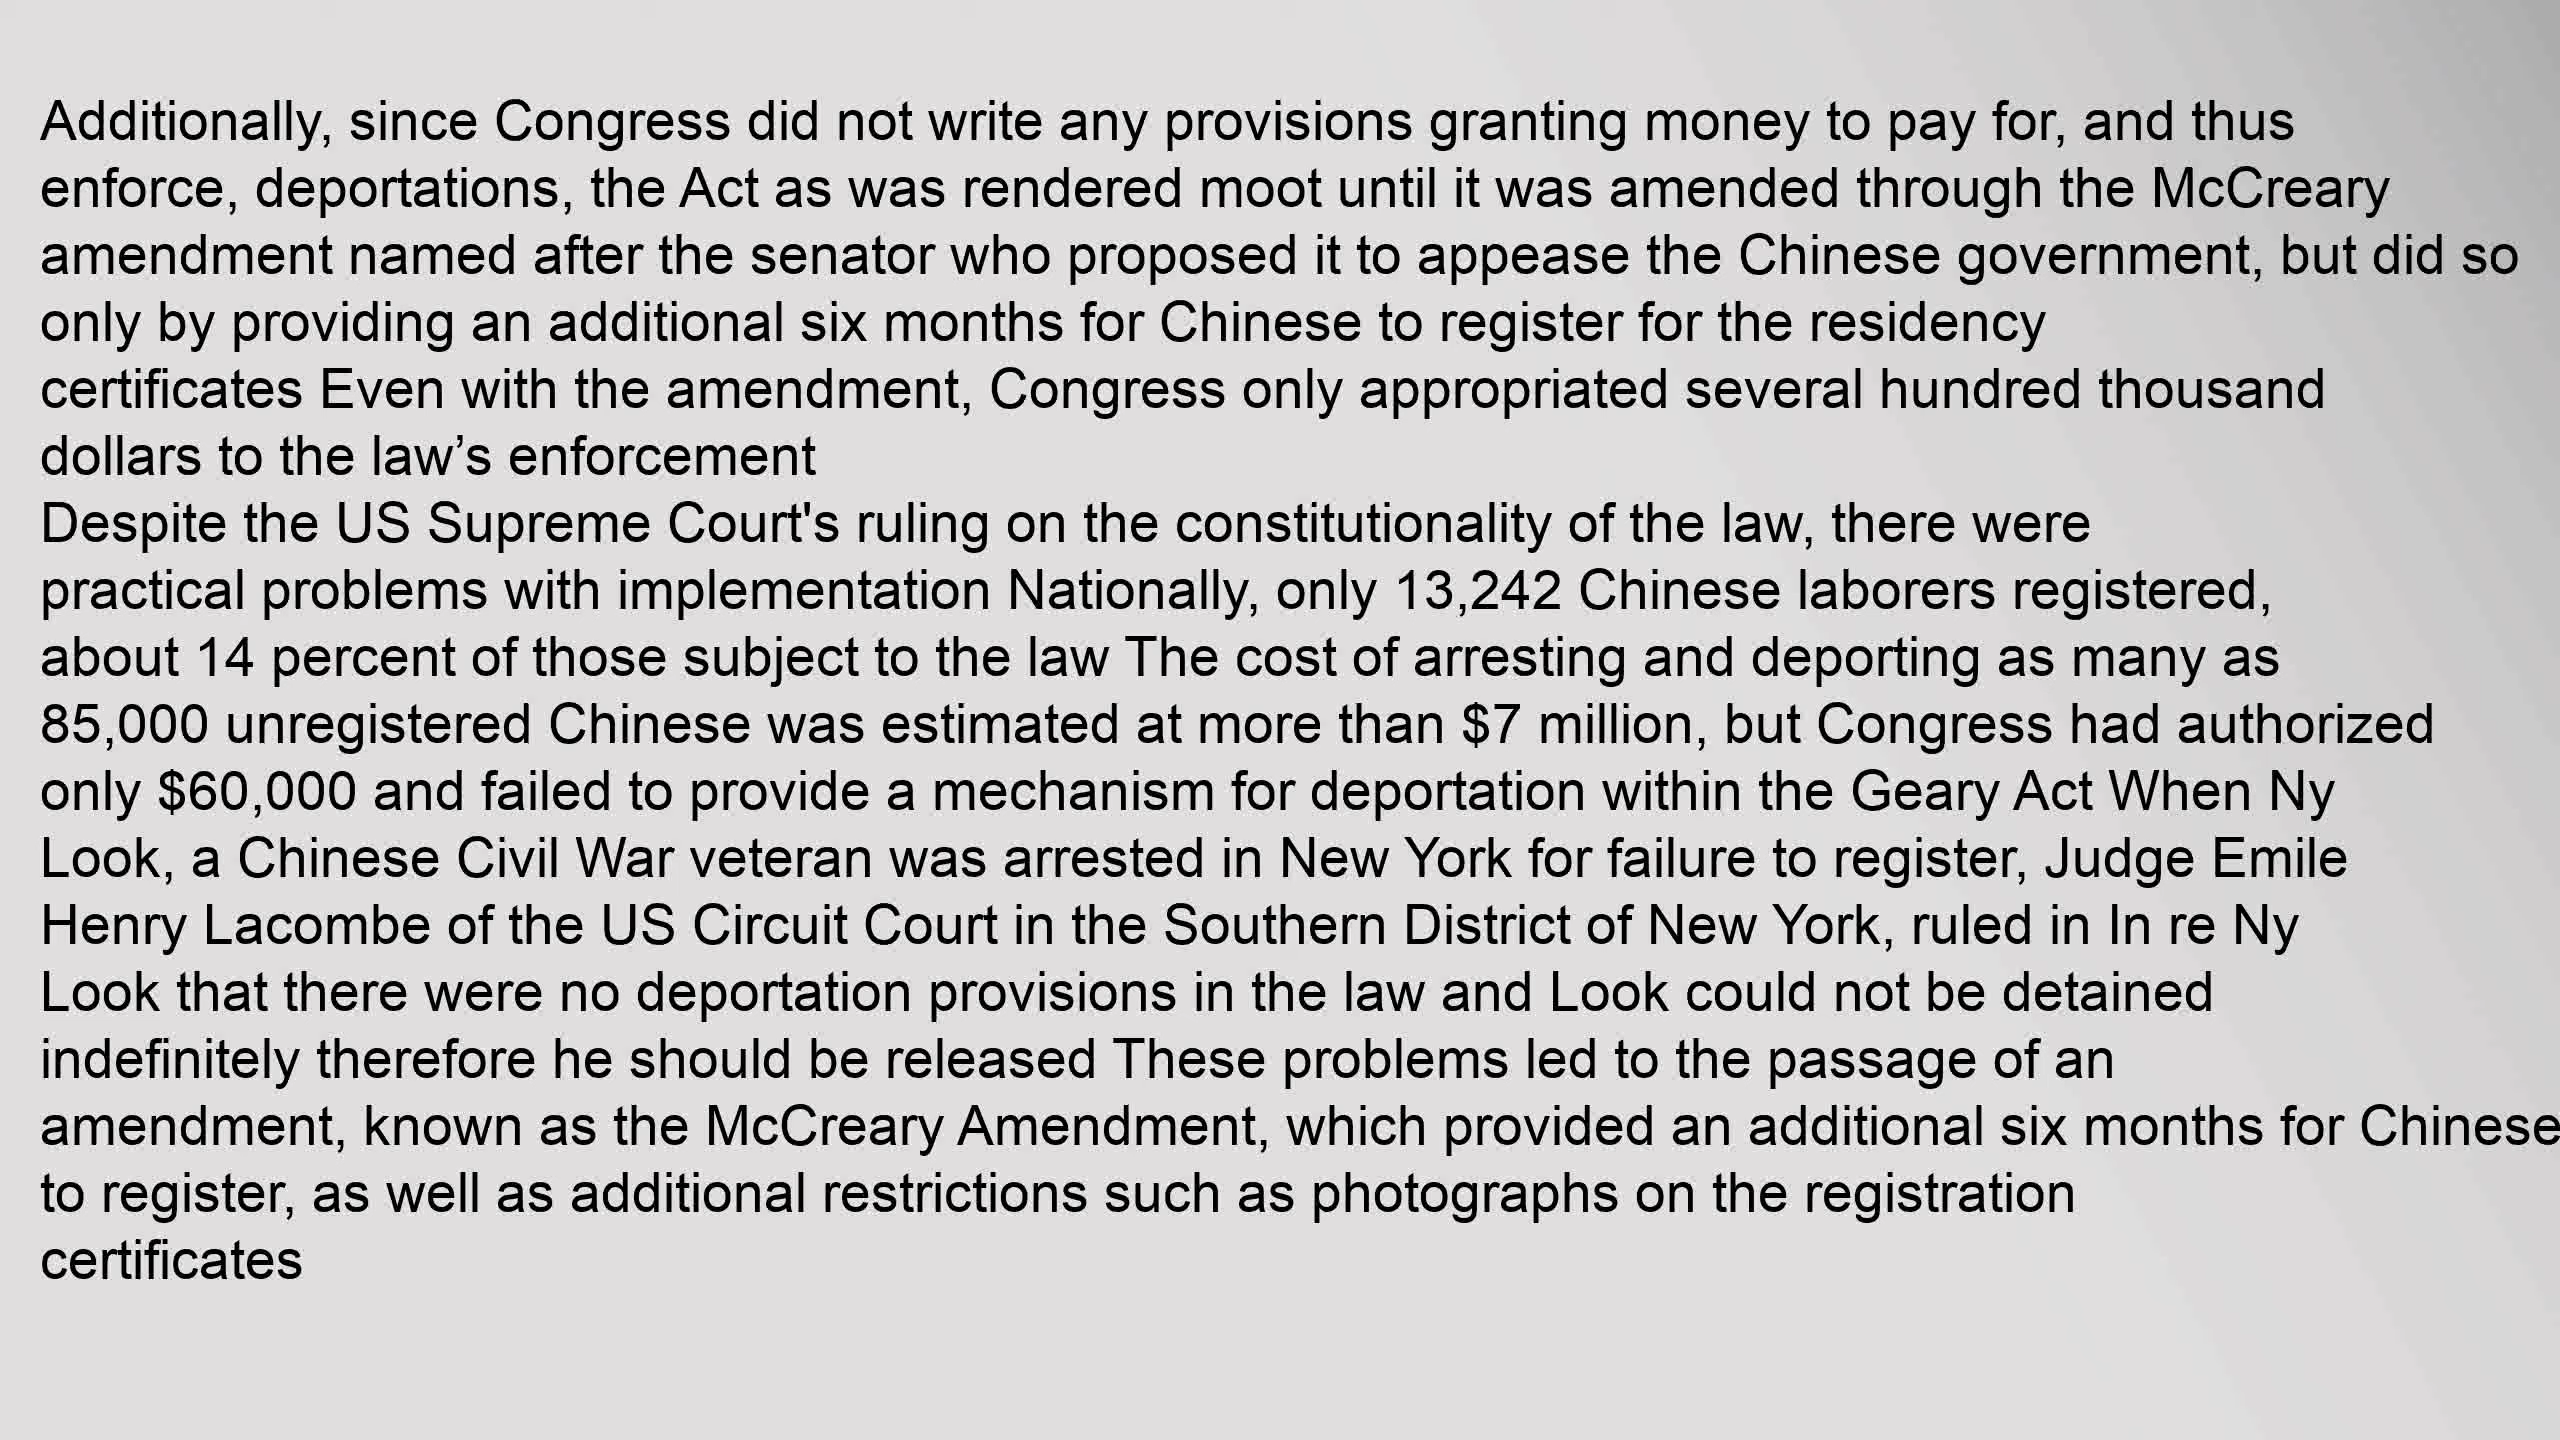 Additionally, since Congress did not write any provisions granting money to pay for, and thus
enforce, deportations, the Act as was rendered moot until it was amended through the McCreary
amendment named after the senator who proposed it to appease the Chinese government, but did so
only by providing an additional six months for Chinese to register for the residency
certificates Even with the amendment, Congress only appropriated several hundred thousand
dollars to the law’s enforcement
Despite the US Supreme Court's ruling on the constitutionality of the law, there were
practical problems with implementation Nationally, only 13,242 Chinese laborers registered,
about 14 percent of those subject to the law The cost of arresting and deporting as many as
85,000 unregistered Chinese was estimated at more than $7 million, but Congress had authorized
only $60,000 and failed to provide a mechanism for deportation within the Geary Act When Ny
Look, a Chinese Civil War veteran was arrested in New York for failure to register, Judge Emile
Henry Lacombe of the US Circuit Court in the Southern District of New York, ruled in In re Ny
Look that there were no deportation provisions in the law and Look could not be detained
indefinitely therefore he should be released These problems led to the passage of an
amendment, known as the McCreary Amendment, which provided an additional six months for Chinese
to register, as well as additional restrictions such as photographs on the registration
certificates